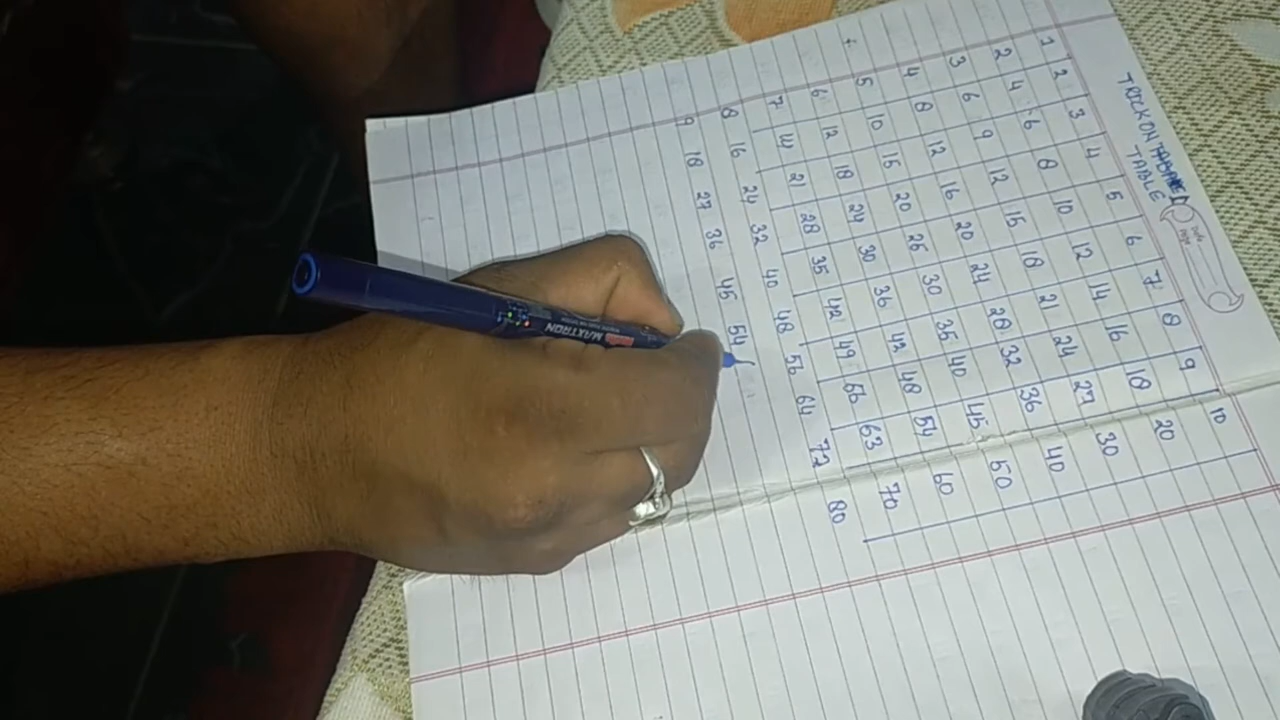 TRICK ON TABLE
TABLE
1 2 3 4 5 6 7 8 9 10
2 4 6 8 10 12 14 16 18 20
3 6 9 12 15 18 21 24 27 30
4 8 12 16 20 24 28 32 36 40
5 10 15 20 25 30 35 40 45 50
6 12 18 24 30 36 42 48 54 60
7 14 21 28 35 42 49 56 63 70
8 16 24 32 40 48 56 64 72 80
9 18 27 36 45 54
MAXTRON